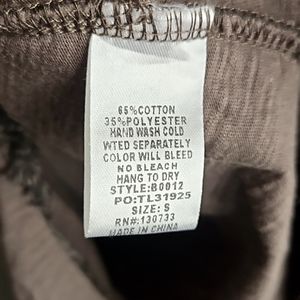 65%COTTON
35%POLYESTER
HAND WASH COLD
WTED SEPARATELY
COLOR WILL BLEED
NO BLEACH
HANG TO DRY
STYLE:B0012
PO:TL31925
SIZE: S
RN#:130733
MADE IN CHINA